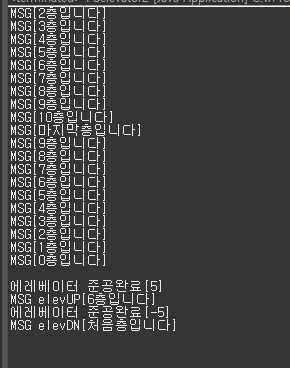 MSG[2층입니다]
MSG[3층입니다]
MSG[4층입니다]
MSG[5층입니다]
MSG[6층입니다]
MSG[7층입니다]
MSG[8층입니다]
MSG[9층입니다]
MSG[10층입니다]
MSG[마지막층입니다]
MSG[9층입니다]
MSG[8층입니다]
MSG[7층입니다]
MSG[6층입니다]
MSG[5층입니다]
MSG[4층입니다]
MSG[3층입니다]
MSG[2층입니다]
MSG[1층입니다]
MSG[0층입니다]
에레베이터 준공완료[5]
MSG elevUP[6층입니다]
에레베이터 준공완료[-5]
MSG elevDN[처음층입니다]